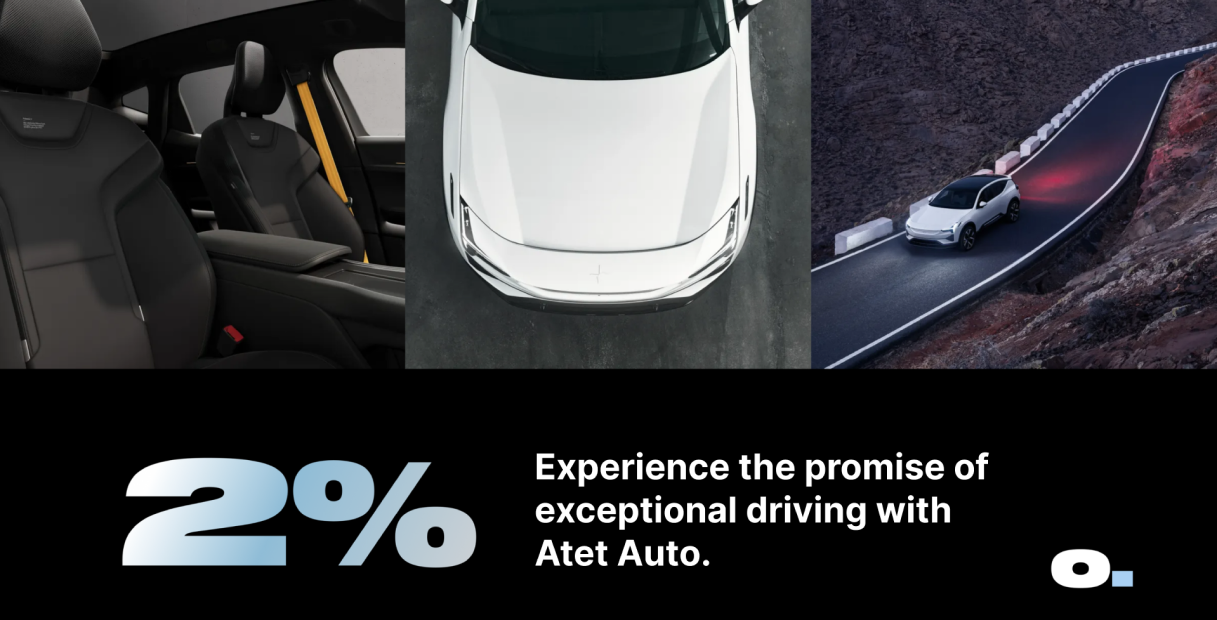 2%
Experience the promise of
exceptional driving with
Atet Auto.
o.